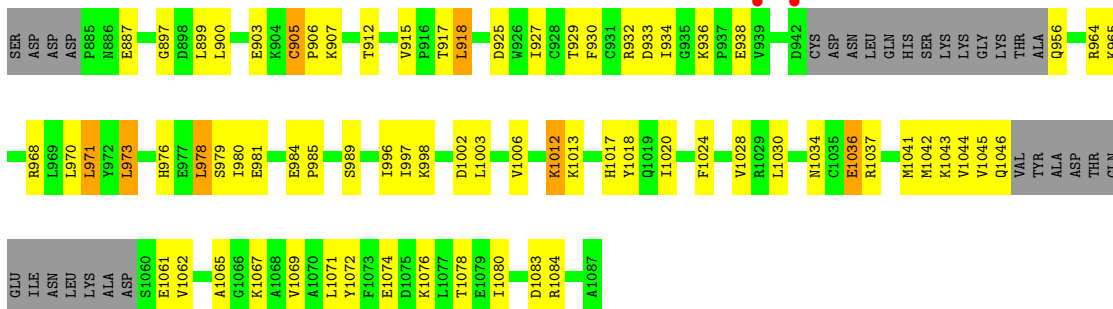 SER ASP ASP ASP P885 N886 E887 G897 D898 L899 L900 E903 K904 C905 P906 K907 T912 V915 P916 T917 L918 D925 W926 I927 C928 T929 F930 C931 R932 D933 I934 G935 K936 P937 E938 V939 D942 CYS ASP ASN LEU GLN HIS SER LYS LYS GLY LYS THR ALA Q956 R964 K965
R968 L969 L970 L971 Y972 L973 H976 E977 L978 S979 I980 E981 E984 P985 S989 I996 I997 K998 D1002 L1003 V1006 K1012 K1013 H1017 Y1018 Q1019 I1020 F1024 V1028 R1029 L1030 N1034 C1035 E1036 R1037 M1041 M1042 K1043 V1044 V1045 Q1046 VAL TYR ALA ASP THR GLN
GLU ILE ASN LEU LYS ALA ASP S1060 E1061 V1062 A1065 G1066 K1067 A1068 V1069 A1070 L1071 Y1072 F1073 E1074 D1075 K1076 L1077 T1078 E1079 I1080 D1083 R1084 A1087